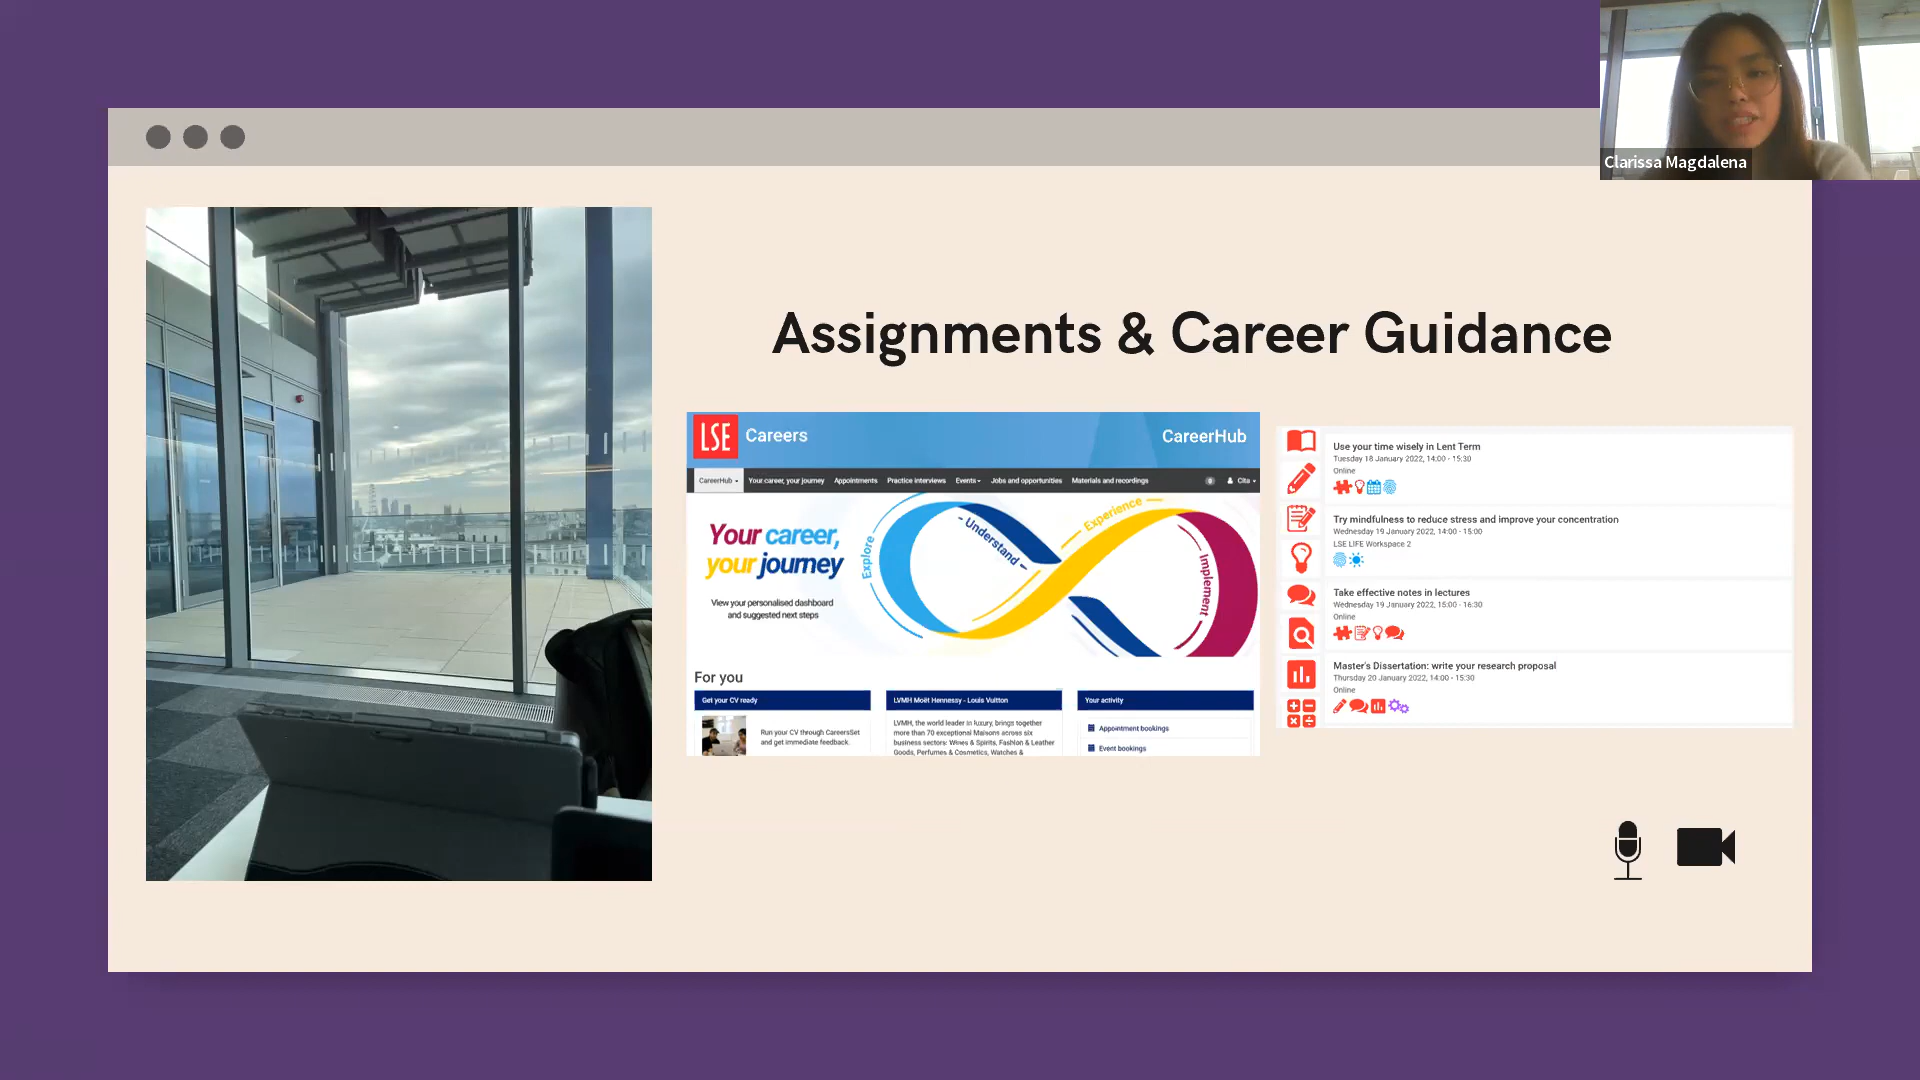 Clarissa Magdalena
Assignments & Career Guidance
LSE Careers
CareerHub
CareerHub
Your career, your journey
Appointments
Practice interviews
Events
Jobs and opportunities
Materials and recordings
0
Cita
Your career,
your journey
View your personalised dashboard
and suggested next steps
Explore
Understand
Experience
Implement
For you
Get your CV ready
Run your CV through CareersSet
and get immediate feedback.
LVMH Moët Hennessy - Louis Vuitton
LVMH, the world leader in luxury, brings together
more than 70 exceptional Maisons across six
business sectors: Wines & Spirits, Fashion & Leather
Goods, Perfumes & Cosmetics, Watches &
Your activity
Appointment bookings
Event bookings
Use your time wisely in Lent Term
Tuesday 18 January 2022, 14:00 - 15:30
Online
Try mindfulness to reduce stress and improve your concentration
Wednesday 19 January 2022, 14:00 - 15:00
LSE LIFE Workspace 2
Take effective notes in lectures
Wednesday 19 January 2022, 15:00 - 16:30
Online
Master's Dissertation: write your research proposal
Thursday 20 January 2022, 14:00 - 15:30
Online